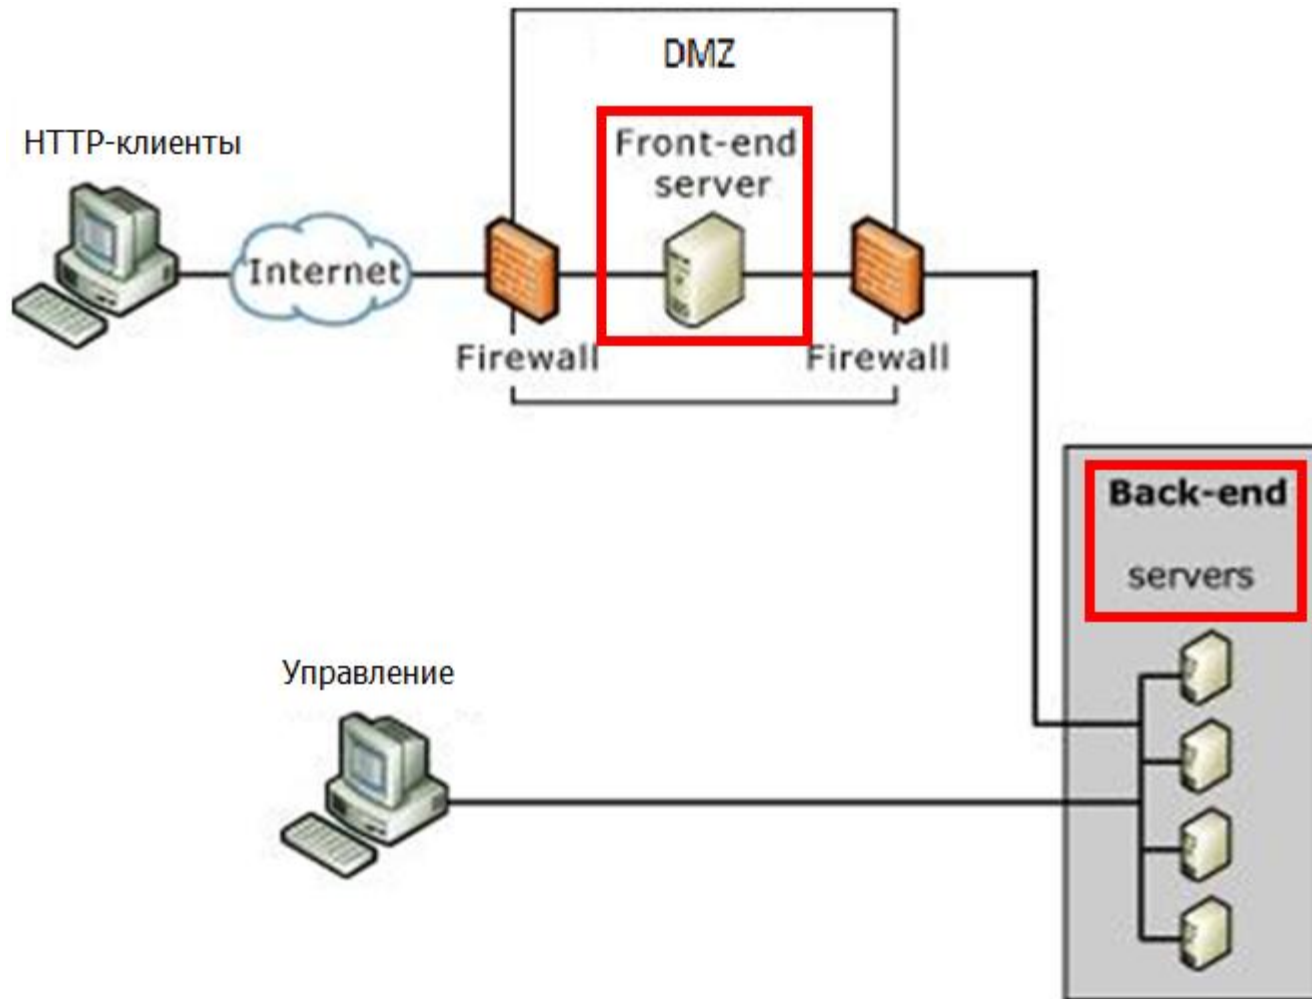 DMZ
HTTP-клиенты
Front-end
server
Internet
Firewall
Firewall
Back-end
servers
Управление